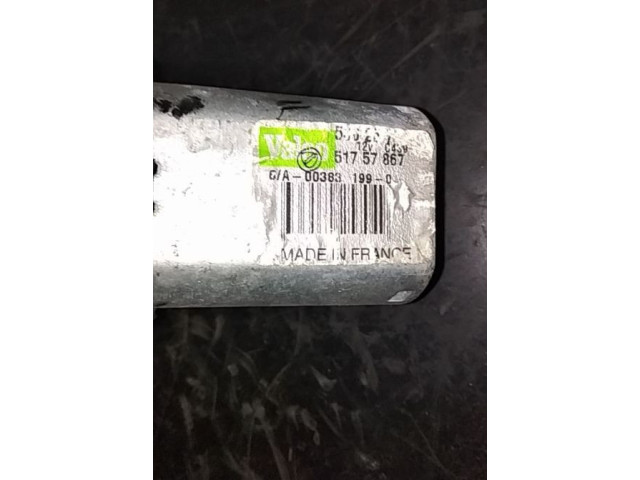 Valeo
12V
517 57 867
C/A-00383 199-0
MADE IN FRANCE